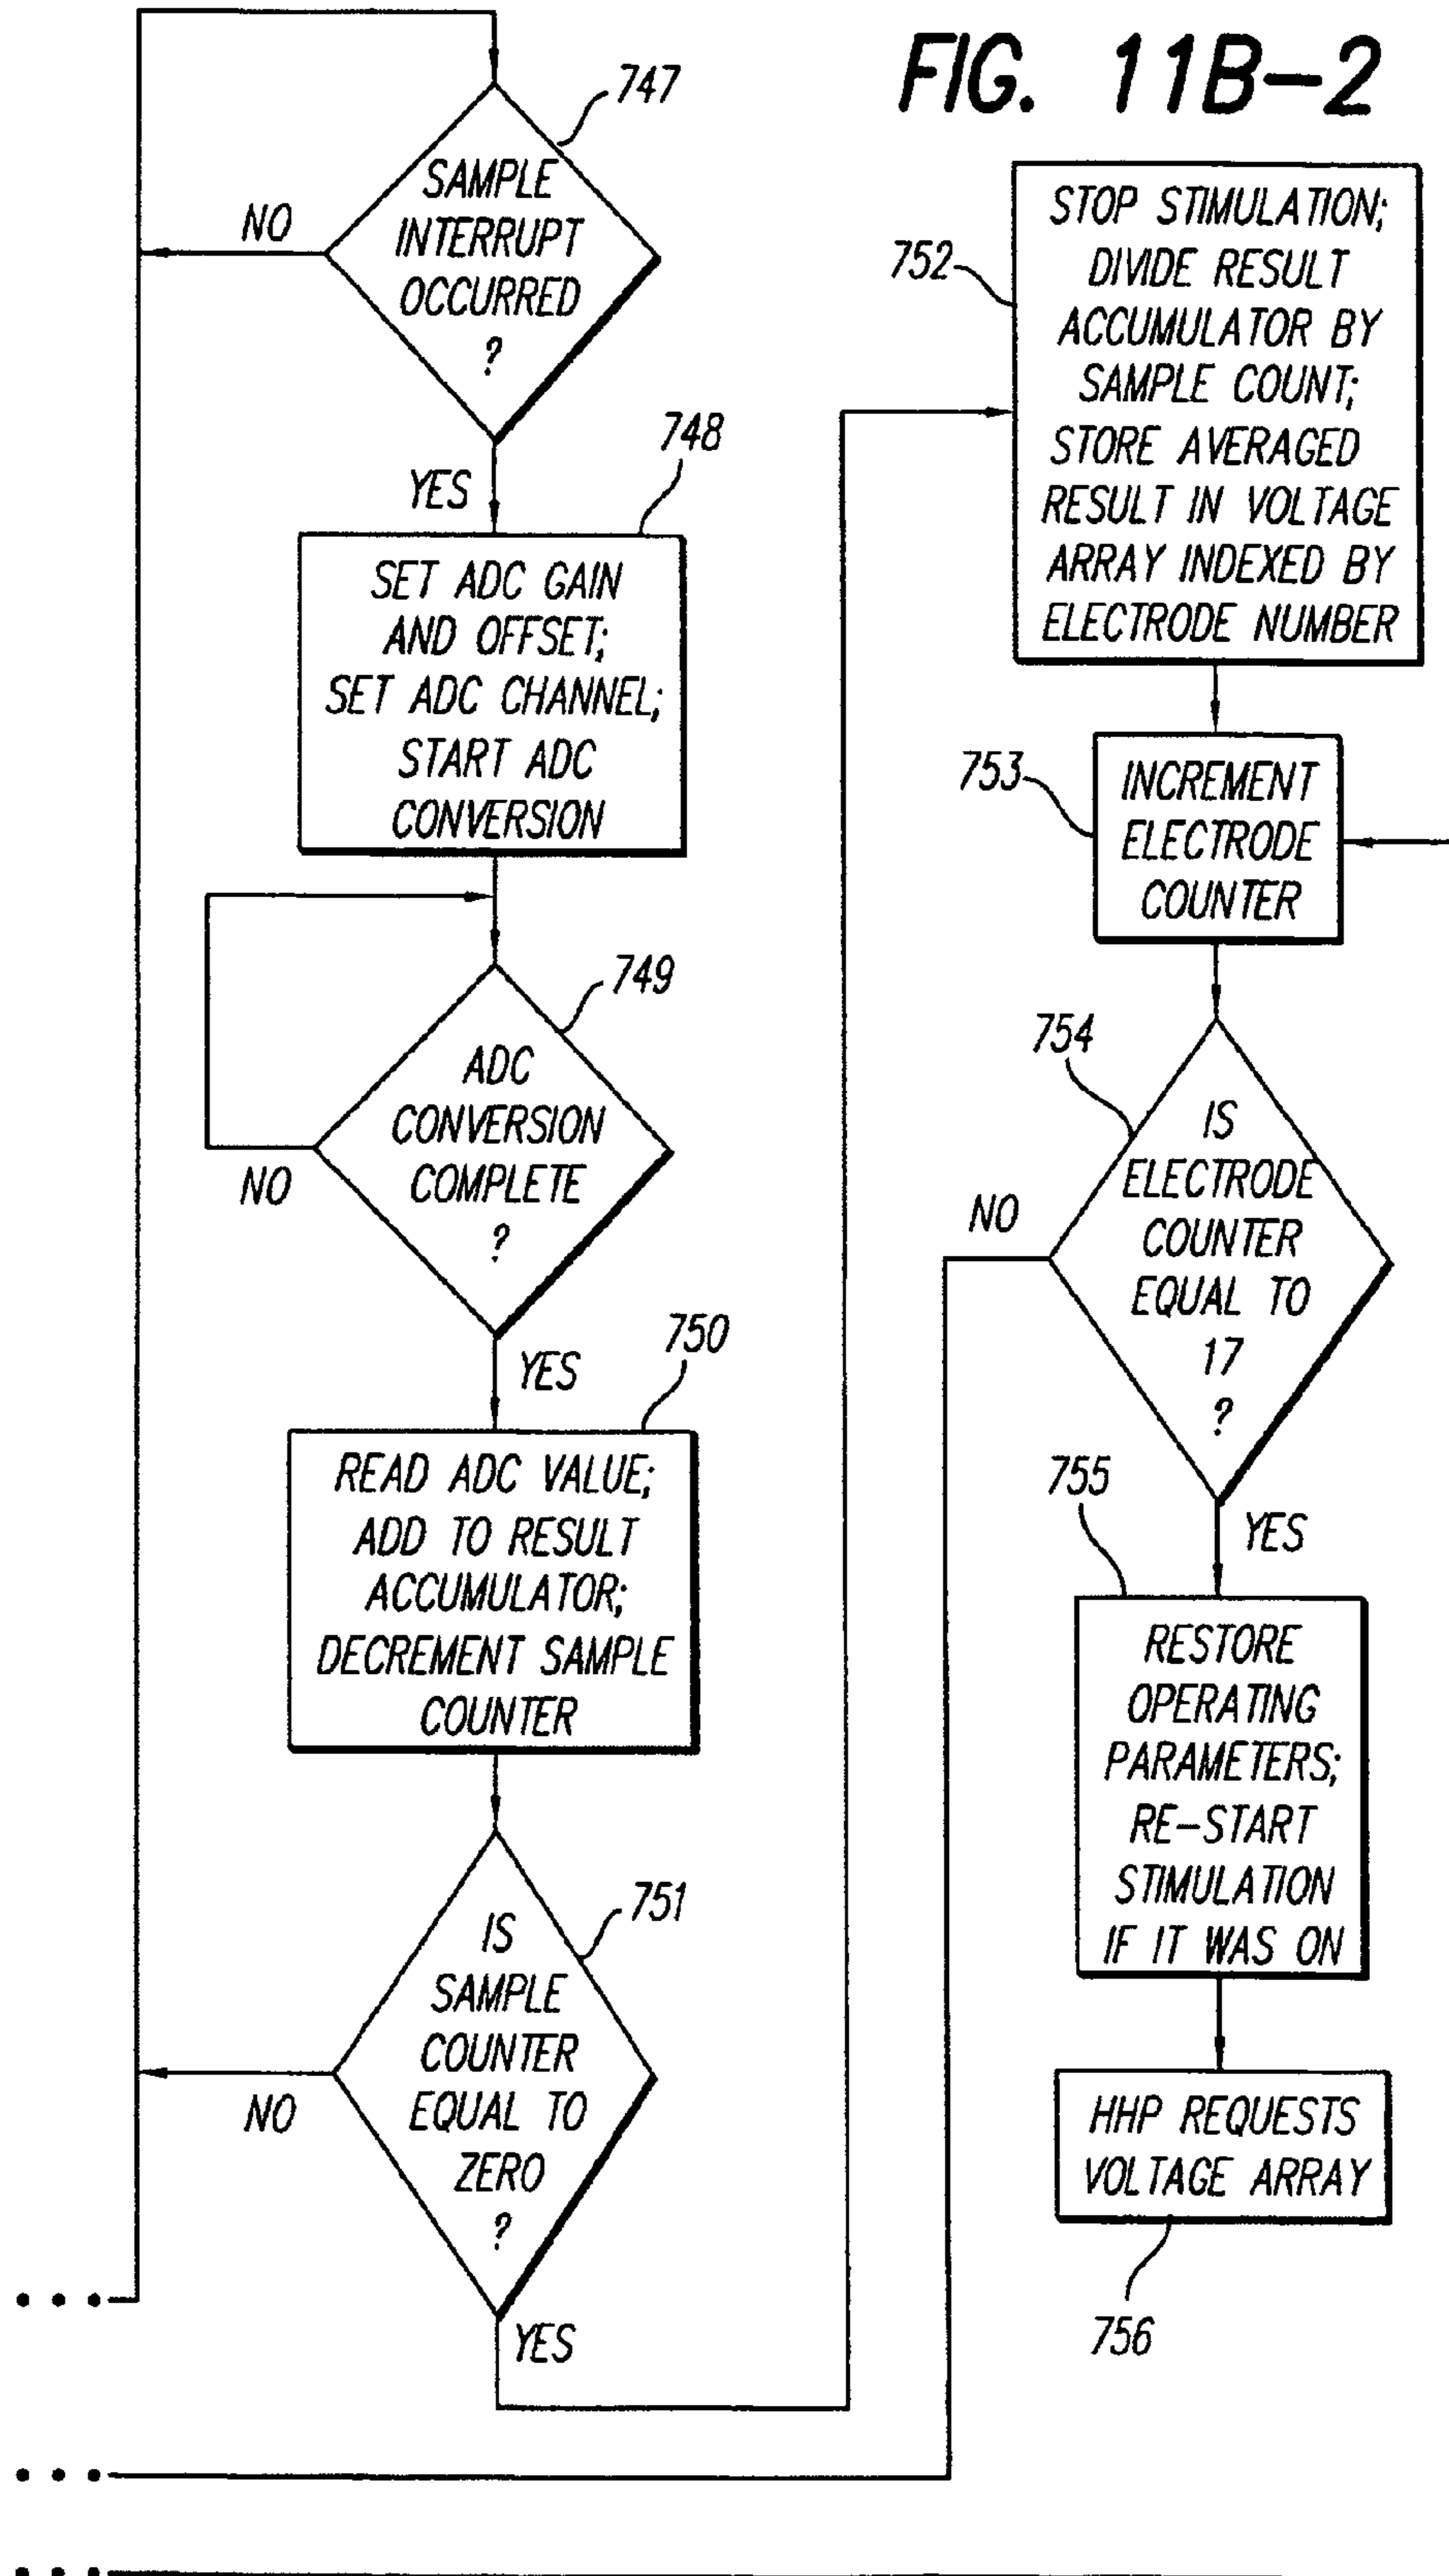 FIG. 11B-2
747
SAMPLE
INTERRUPT
OCCURRED
?
NO
YES
748
SET ADC GAIN
AND OFFSET;
SET ADC CHANNEL;
START ADC
CONVERSION
749
ADC
CONVERSION
COMPLETE
?
NO
YES
750
READ ADC VALUE;
ADD TO RESULT
ACCUMULATOR;
DECREMENT SAMPLE
COUNTER
751
IS
SAMPLE
COUNTER
EQUAL TO
ZERO
?
NO
YES
752
STOP STIMULATION;
DIVIDE RESULT
ACCUMULATOR BY
SAMPLE COUNT;
STORE AVERAGED
RESULT IN VOLTAGE
ARRAY INDEXED BY
ELECTRODE NUMBER
753
INCREMENT
ELECTRODE
COUNTER
754
IS
ELECTRODE
COUNTER
EQUAL TO
17
?
NO
YES
755
RESTORE
OPERATING
PARAMETERS;
RE-START
STIMULATION
IF IT WAS ON
HHP REQUESTS
VOLTAGE ARRAY
756